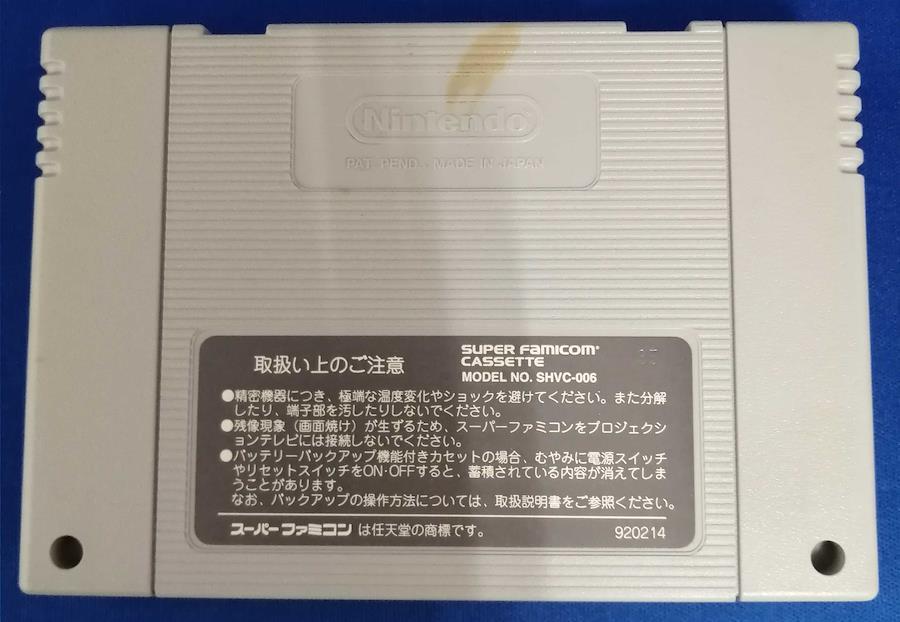 Nintendo
PAT. PEND. MADE IN JAPAN
取扱い上のご注意
SUPER FAMICOM
CASSETTE
MODEL NO. SHVC-006
●精密機器につき、極端な温度変化やショックを避けてください。また分解
したり、端子部を汚したりしないでください。
●残像現象（画面焼け）が生ずるため、スーパーファミコンをプロジェクシ
ョンテレビには接続しないでください。
●バッテリーバックアップ機能付きカセットの場合、むやみに電源スイッチ
やリセットスイッチをON・OFFすると、蓄積されている内容が消えてしま
うことがあります。
なお、バックアップの操作方法については、取扱説明書をご参照ください。
スーパーファミコン は任天堂の商標です。
920214